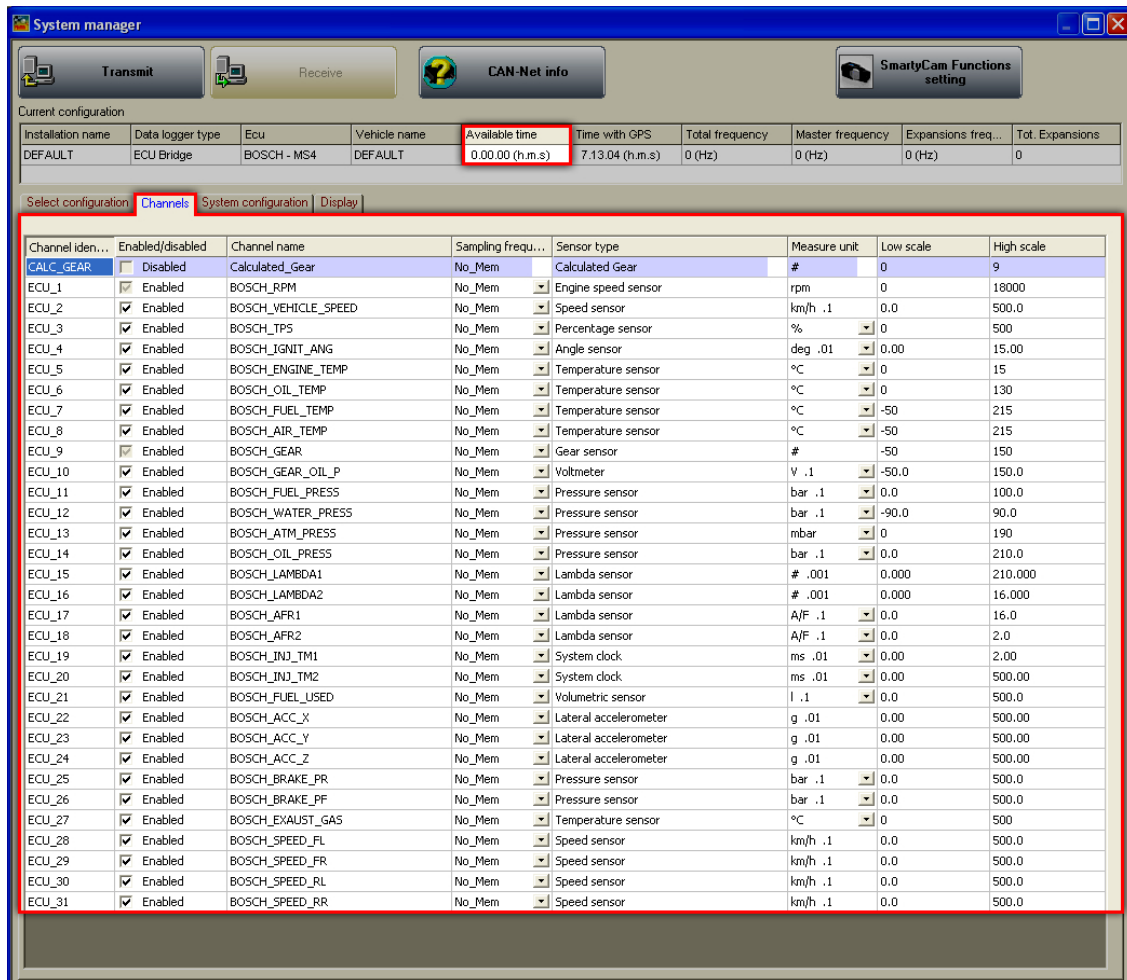 System manager
Transmit Receive CAN-Net info SmartyCam Functions setting
Current configuration
Installation name Data logger type Ecu Vehicle name Available time Time with GPS Total frequency Master frequency Expansions freq... Tot. Expansions
DEFAULT ECU Bridge BOSCH - MS4 DEFAULT 0.00.00 (h.m.s) 7.13.04 (h.m.s) 0 (Hz) 0 (Hz) 0 (Hz) 0
Select configuration Channels System configuration Display
Channel iden... Enabled/disabled Channel name Sampling frequ... Sensor type Measure unit Low scale High scale
CALC_GEAR Disabled Calculated_Gear No_Mem Calculated Gear # 0 9
ECU_1 Enabled BOSCH_RPM No_Mem Engine speed sensor rpm 0 18000
ECU_2 Enabled BOSCH_VEHICLE_SPEED No_Mem Speed sensor km/h .1 0.0 500.0
ECU_3 Enabled BOSCH_TPS No_Mem Percentage sensor % 0 500
ECU_4 Enabled BOSCH_IGNIT_ANG No_Mem Angle sensor deg .01 0.00 15.00
ECU_5 Enabled BOSCH_ENGINE_TEMP No_Mem Temperature sensor °C 0 15
ECU_6 Enabled BOSCH_OIL_TEMP No_Mem Temperature sensor °C 0 130
ECU_7 Enabled BOSCH_FUEL_TEMP No_Mem Temperature sensor °C -50 215
ECU_8 Enabled BOSCH_AIR_TEMP No_Mem Temperature sensor °C -50 215
ECU_9 Enabled BOSCH_GEAR No_Mem Gear sensor # -50 150
ECU_10 Enabled BOSCH_GEAR_OIL_P No_Mem Voltmeter V .1 -50.0 150.0
ECU_11 Enabled BOSCH_FUEL_PRESS No_Mem Pressure sensor bar .1 0.0 100.0
ECU_12 Enabled BOSCH_WATER_PRESS No_Mem Pressure sensor bar .1 -90.0 90.0
ECU_13 Enabled BOSCH_ATM_PRESS No_Mem Pressure sensor mbar 0 190
ECU_14 Enabled BOSCH_OIL_PRESS No_Mem Pressure sensor bar .1 0.0 210.0
ECU_15 Enabled BOSCH_LAMBDA1 No_Mem Lambda sensor # .001 0.000 210.000
ECU_16 Enabled BOSCH_LAMBDA2 No_Mem Lambda sensor # .001 0.000 16.000
ECU_17 Enabled BOSCH_AFR1 No_Mem Lambda sensor A/F .1 0.0 16.0
ECU_18 Enabled BOSCH_AFR2 No_Mem Lambda sensor A/F .1 0.0 2.0
ECU_19 Enabled BOSCH_INJ_TM1 No_Mem System clock ms .01 0.00 2.00
ECU_20 Enabled BOSCH_INJ_TM2 No_Mem System clock ms .01 0.00 500.00
ECU_21 Enabled BOSCH_FUEL_USED No_Mem Volumetric sensor l .1 0.0 500.0
ECU_22 Enabled BOSCH_ACC_X No_Mem Lateral accelerometer g .01 0.00 500.00
ECU_23 Enabled BOSCH_ACC_Y No_Mem Lateral accelerometer g .01 0.00 500.00
ECU_24 Enabled BOSCH_ACC_Z No_Mem Lateral accelerometer g .01 0.00 500.00
ECU_25 Enabled BOSCH_BRAKE_PR No_Mem Pressure sensor bar .1 0.0 500.0
ECU_26 Enabled BOSCH_BRAKE_PF No_Mem Pressure sensor bar .1 0.0 500.0
ECU_27 Enabled BOSCH_EXAUST_GAS No_Mem Temperature sensor °C 0 500
ECU_28 Enabled BOSCH_SPEED_FL No_Mem Speed sensor km/h .1 0.0 500.0
ECU_29 Enabled BOSCH_SPEED_FR No_Mem Speed sensor km/h .1 0.0 500.0
ECU_30 Enabled BOSCH_SPEED_RL No_Mem Speed sensor km/h .1 0.0 500.0
ECU_31 Enabled BOSCH_SPEED_RR No_Mem Speed sensor km/h .1 0.0 500.0